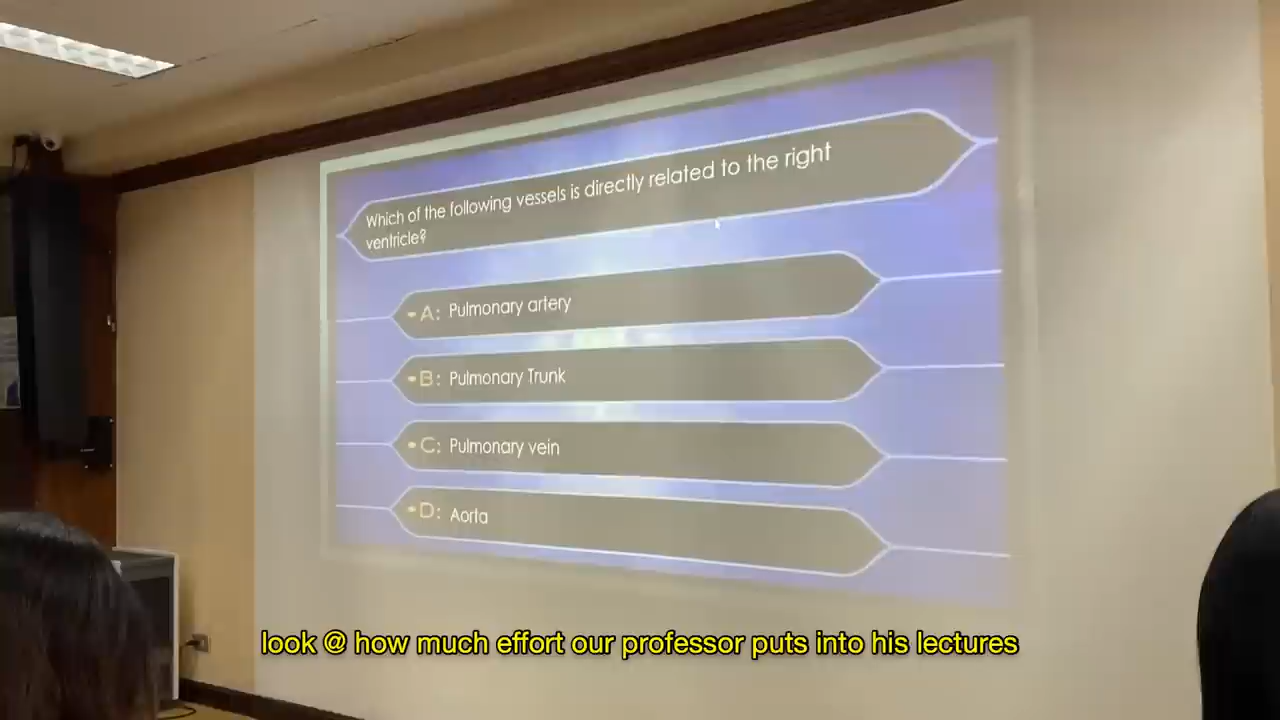 Which of the following vessels is directly related to the right
ventricle?
•A: Pulmonary artery
•B: Pulmonary Trunk
•C: Pulmonary vein
•D: Aorta
look @ how much effort our professor puts into his lectures